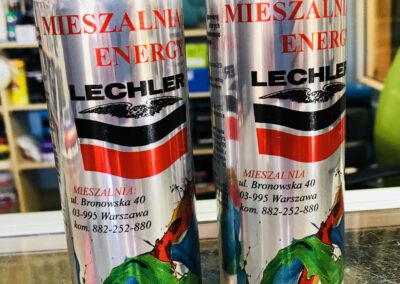 MIESZALNIA
ENERGY
LECHLER
MIESZALNIA:
ul. Bronowska 40
03-995 Warszawa
kom. 882-252-880
MIESZALNIA
ENERGY
LECHLER
MIESZALNIA:
ul. Bronowska 40
03-995 Warszawa
kom. 882-252-880